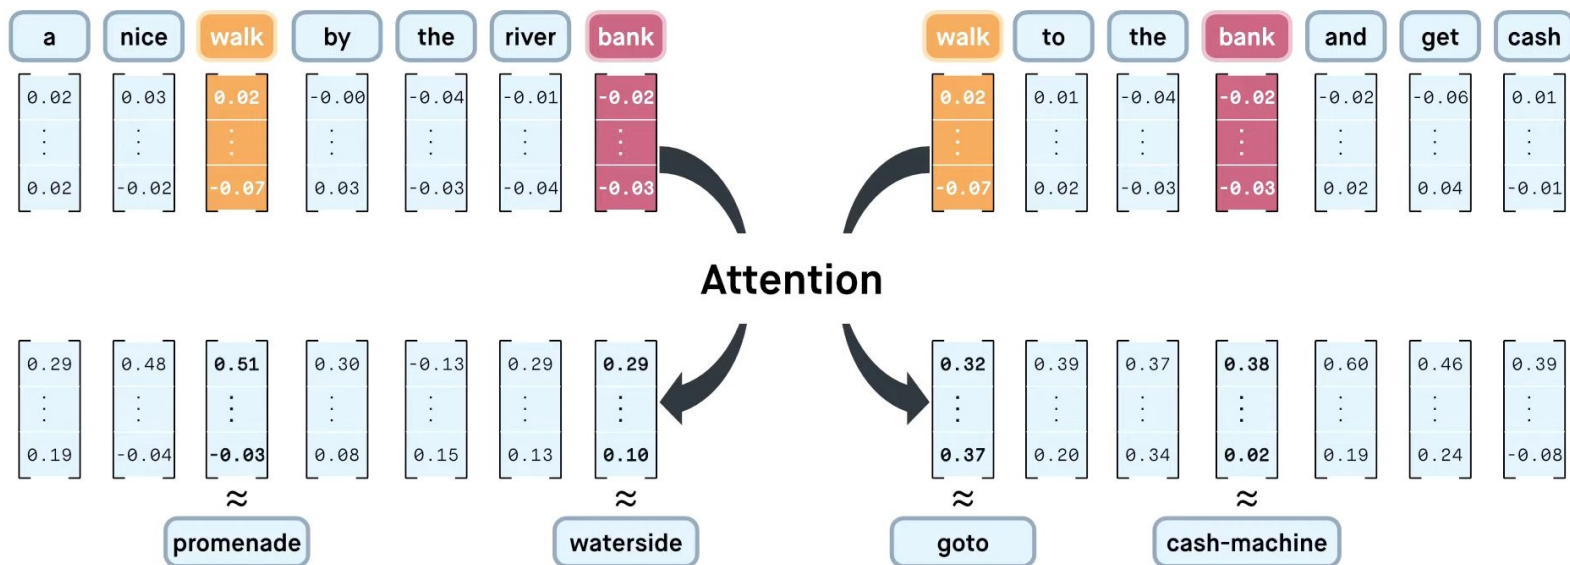 a nice walk by the river bank walk to the bank and get cash
0.02 0.03 0.02 -0.00 -0.04 -0.01 -0.02 0.02 0.01 -0.04 -0.02 -0.02 -0.06 0.01
0.02 -0.02 -0.07 0.03 -0.03 -0.04 -0.03 -0.07 0.02 -0.03 -0.03 0.02 0.04 -0.01
Attention
0.29 0.48 0.51 0.30 -0.13 0.29 0.29 0.32 0.39 0.37 0.38 0.60 0.46 0.39
0.19 -0.04 -0.03 0.08 0.15 0.13 0.10 0.37 0.20 0.34 0.02 0.19 0.24 -0.08
≈ ≈ ≈ ≈
promenade waterside goto cash-machine